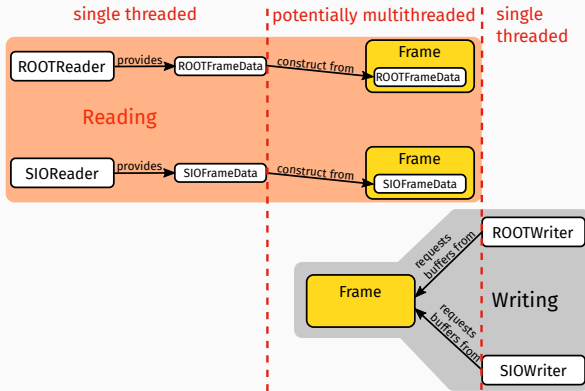 single threaded
potentially multithreaded
single
threaded
ROOTReader
provides
ROOTFrameData
construct from
Frame
ROOTFrameData
Reading
SIOReader
provides
SIOFrameData
construct from
Frame
SIOFrameData
ROOTWriter
requests
buffers from
Frame
Writing
requests
buffers from
SIOWriter